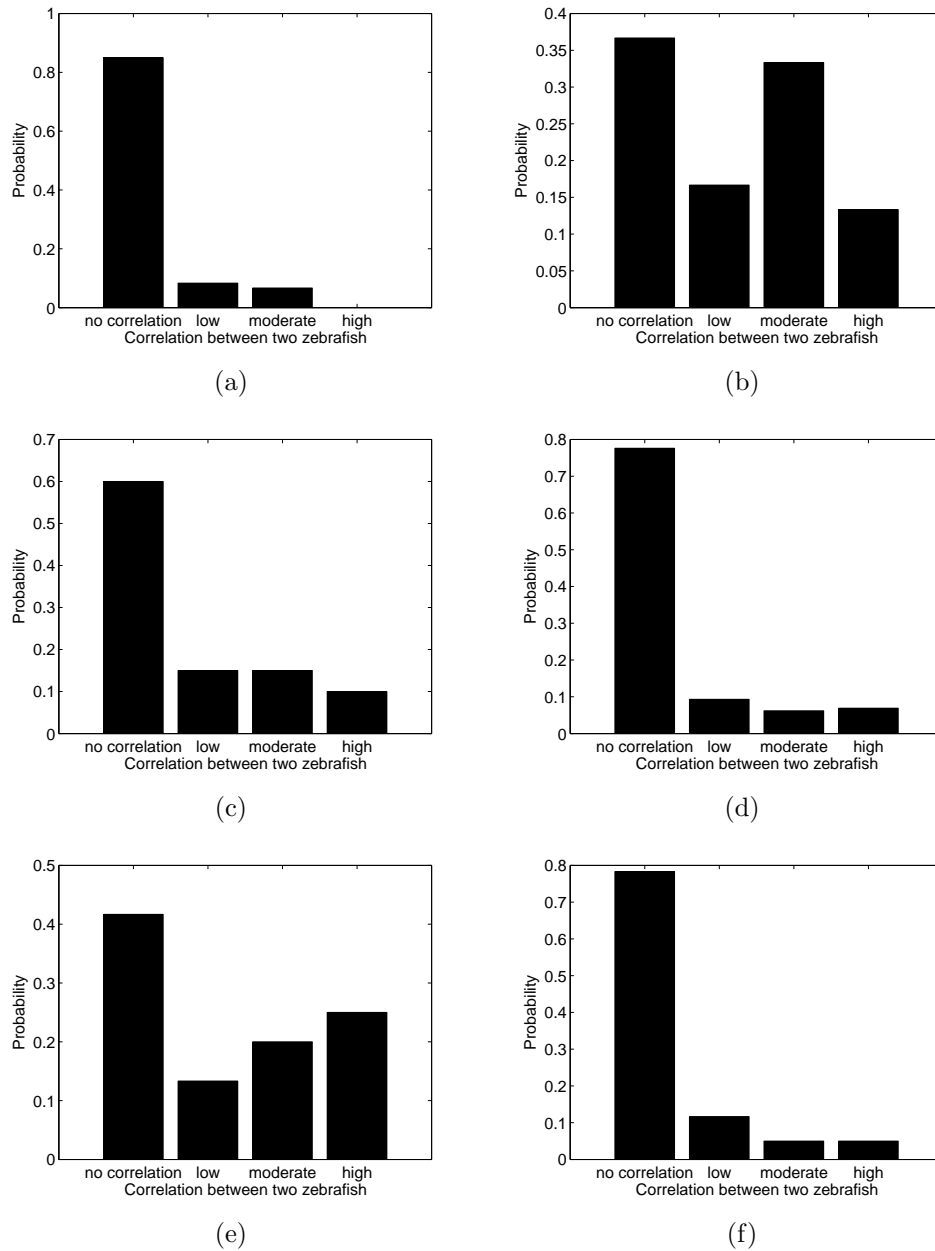 1
0.8
0.6
0.4
0.2
0
Probability
no correlation low moderate high
Correlation between two zebrafish
(a)
0.4
0.35
0.3
0.25
0.2
0.15
0.1
0.05
0
Probability
no correlation low moderate high
Correlation between two zebrafish
(b)
0.7
0.6
0.5
0.4
0.3
0.2
0.1
0
Probability
no correlation low moderate high
Correlation between two zebrafish
(c)
0.8
0.7
0.6
0.5
0.4
0.3
0.2
0.1
0
Probability
no correlation low moderate high
Correlation between two zebrafish
(d)
0.5
0.4
0.3
0.2
0.1
0
Probability
no correlation low moderate high
Correlation between two zebrafish
(e)
0.8
0.7
0.6
0.5
0.4
0.3
0.2
0.1
0
Probability
no correlation low moderate high
Correlation between two zebrafish
(f)